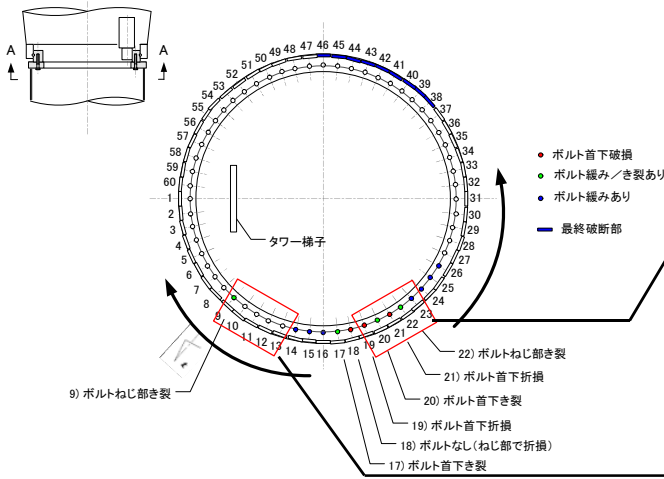 A A
46
47 45
48 44
49 43
50 42
51 41
52 40
53 39
54 38
55 37
56 36
57 35
58 34
59 33
60 32
1 31
2 30
3 29
4 28
5 27
6 26
7 25
8 24
9 23
10 22
11 21
12 20
13 19
14 15 16 17 18
タワー梯子
ボルト首下破損
ボルト緩み/き裂あり
ボルト緩みあり
最終破断部
9) ボルトねじ部き裂
22) ボルトねじ部き裂
21) ボルト首下折損
20) ボルト首下き裂
19) ボルト首下折損
18) ボルトなし(ねじ部で折損)
17) ボルト首下き裂